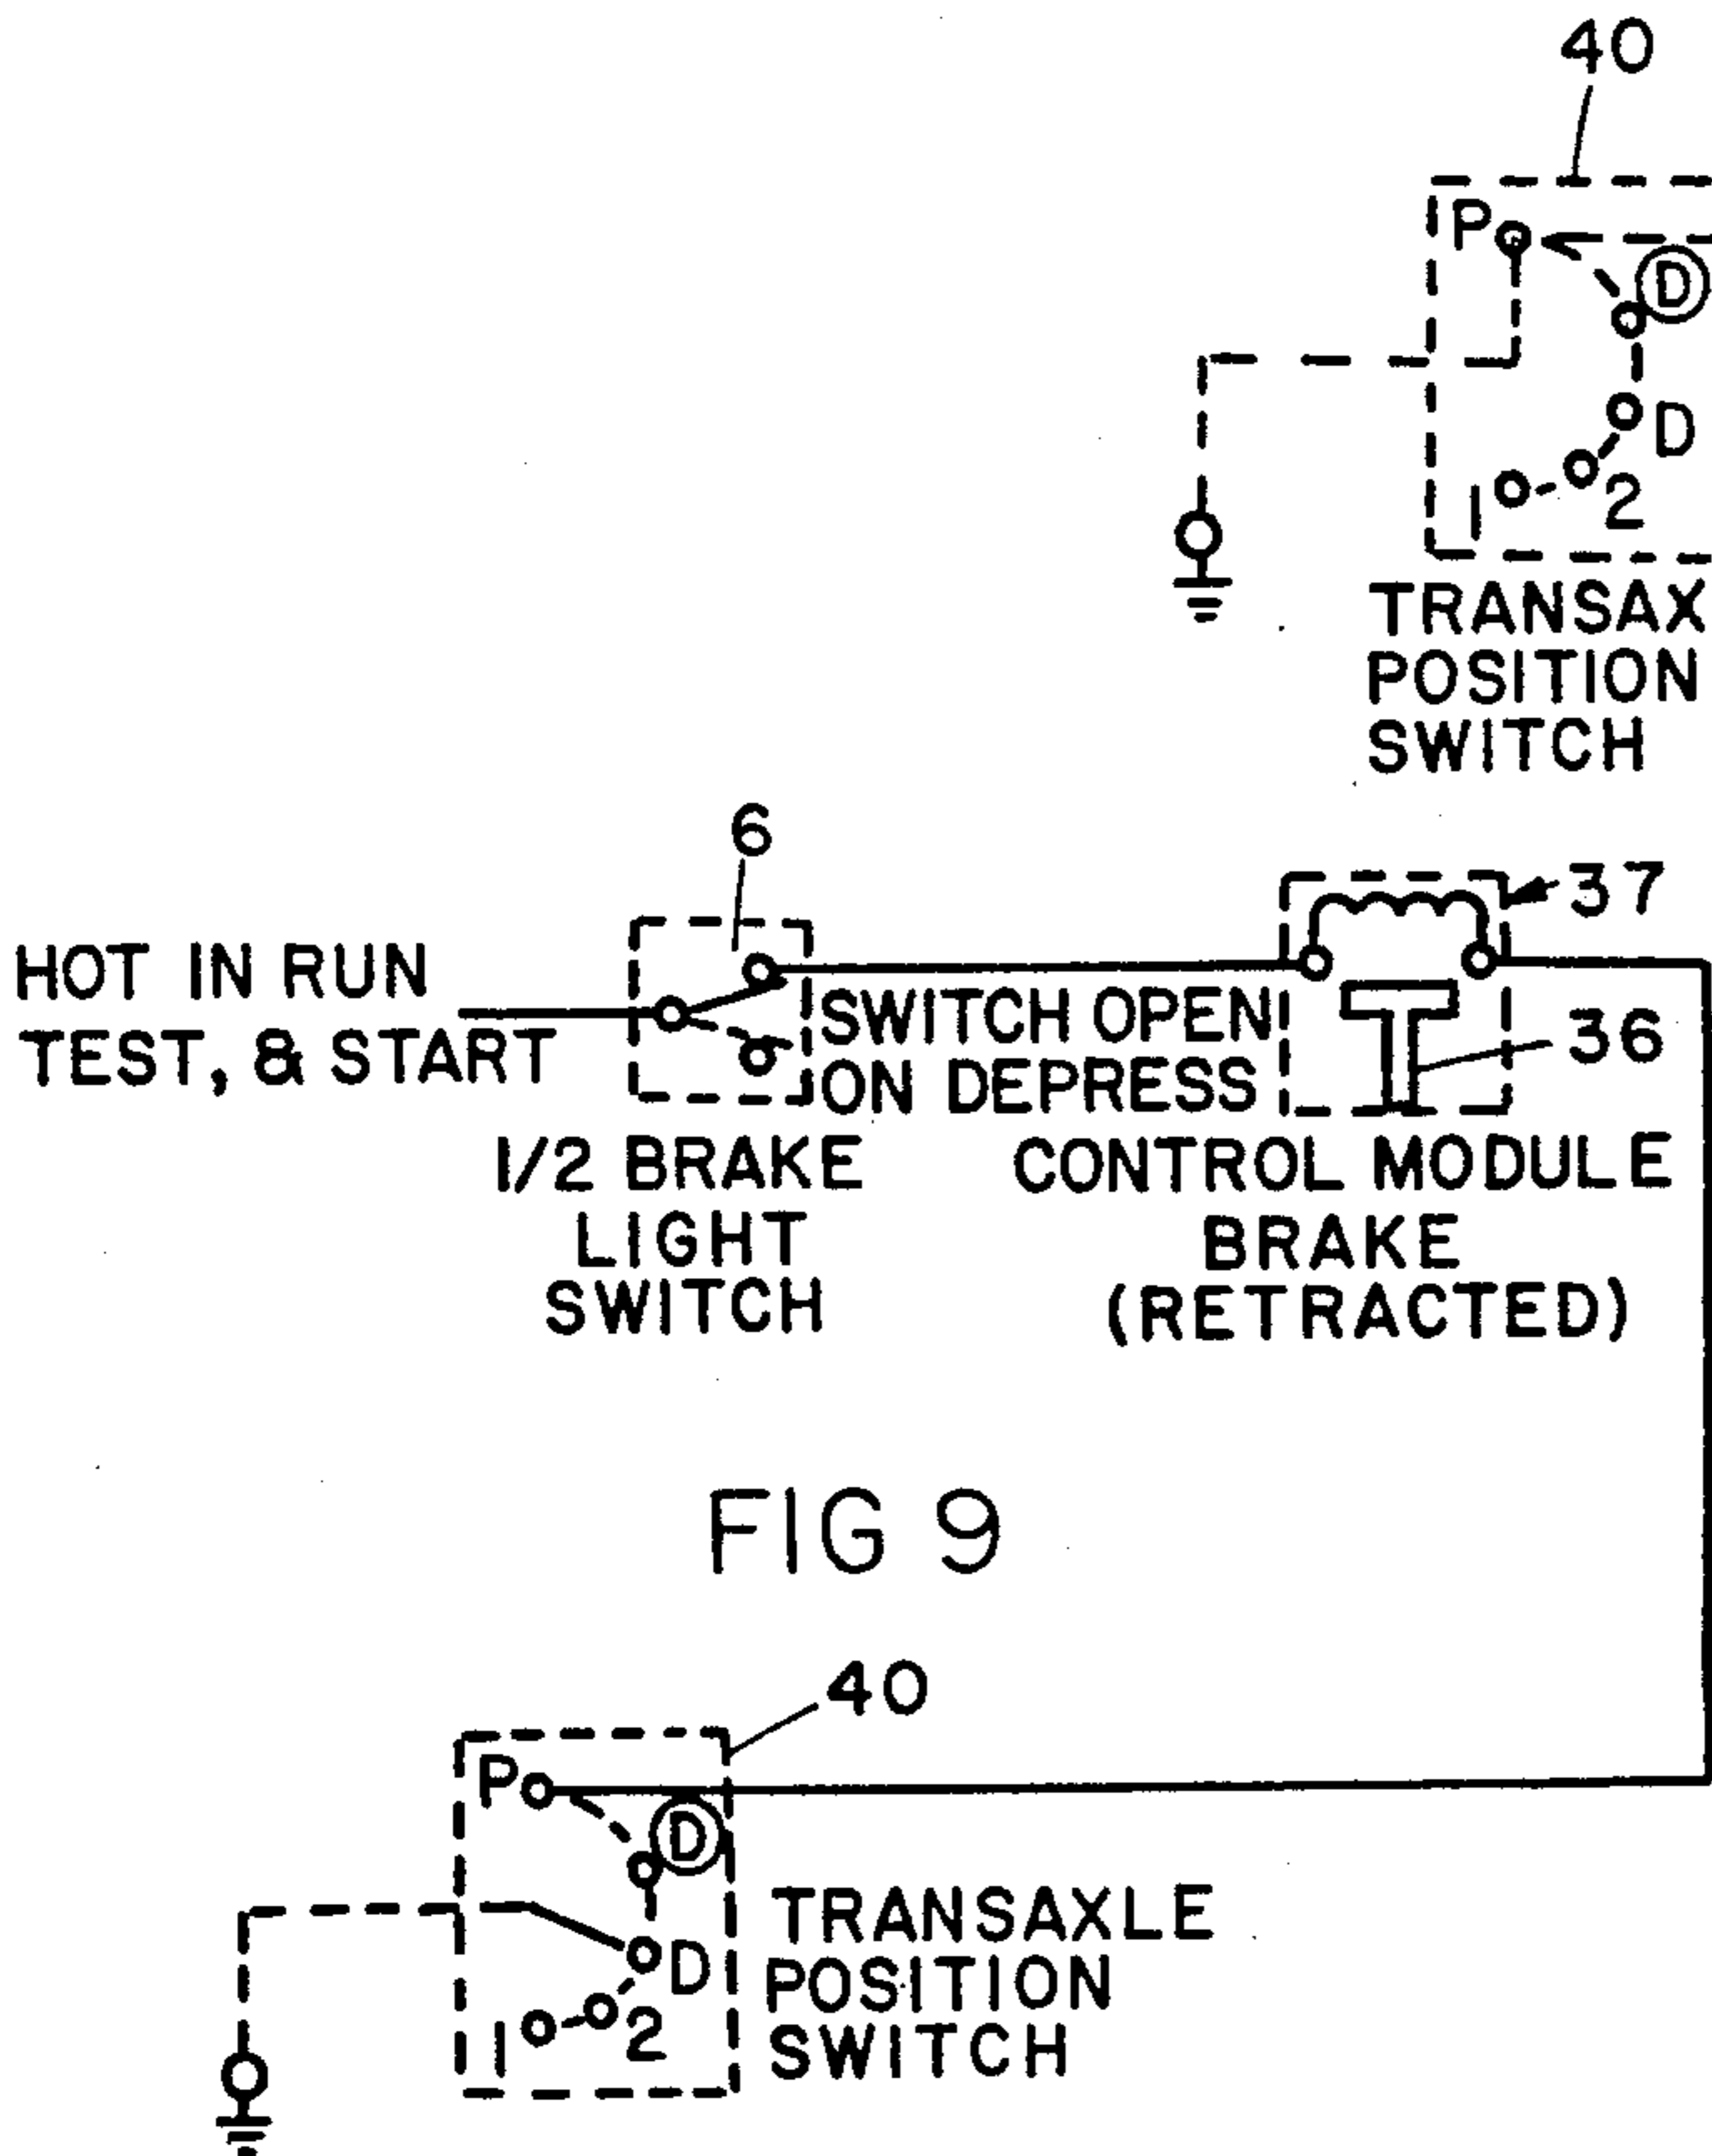 40
P
D
D
2
1
TRANSAX
POSITION
SWITCH
6
37
HOT IN RUN
TEST, & START
SWITCH OPEN
ON DEPRESS
36
1/2 BRAKE
LIGHT
SWITCH
CONTROL MODULE
BRAKE
(RETRACTED)
FIG 9
40
P
D
D
2
1
TRANSAXLE
POSITION
SWITCH